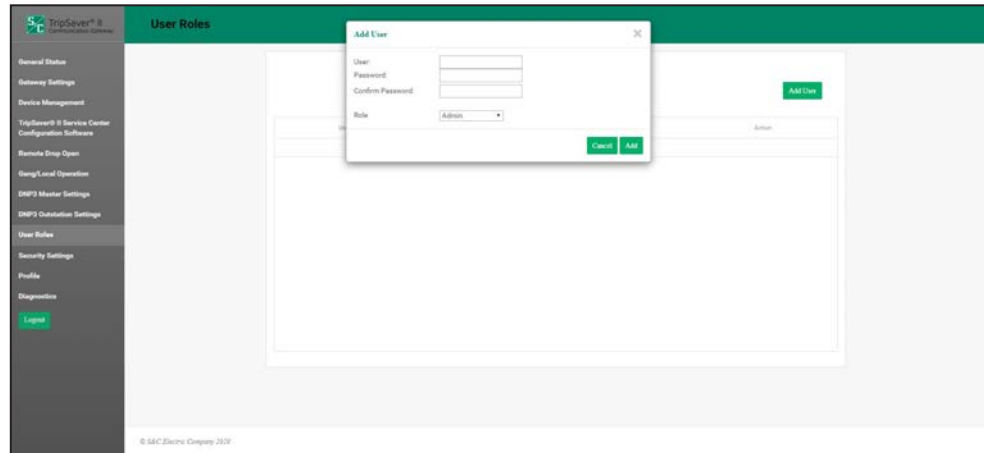 S&C
TripSaver® II
Communication Gateway
User Roles
General Status
Gateway Settings
Device Management
TripSaver® II Service Center
Configuration Software
Remote Drop Open
Gang/Local Operation
DNP3 Master Settings
DNP3 Outstation Settings
User Roles
Security Settings
Profile
Diagnostics
Logout
Add User
User:
Password:
Confirm Password:
Role
Admin
Cancel
Add
Add User
Action
© S&C Electric Company 2020